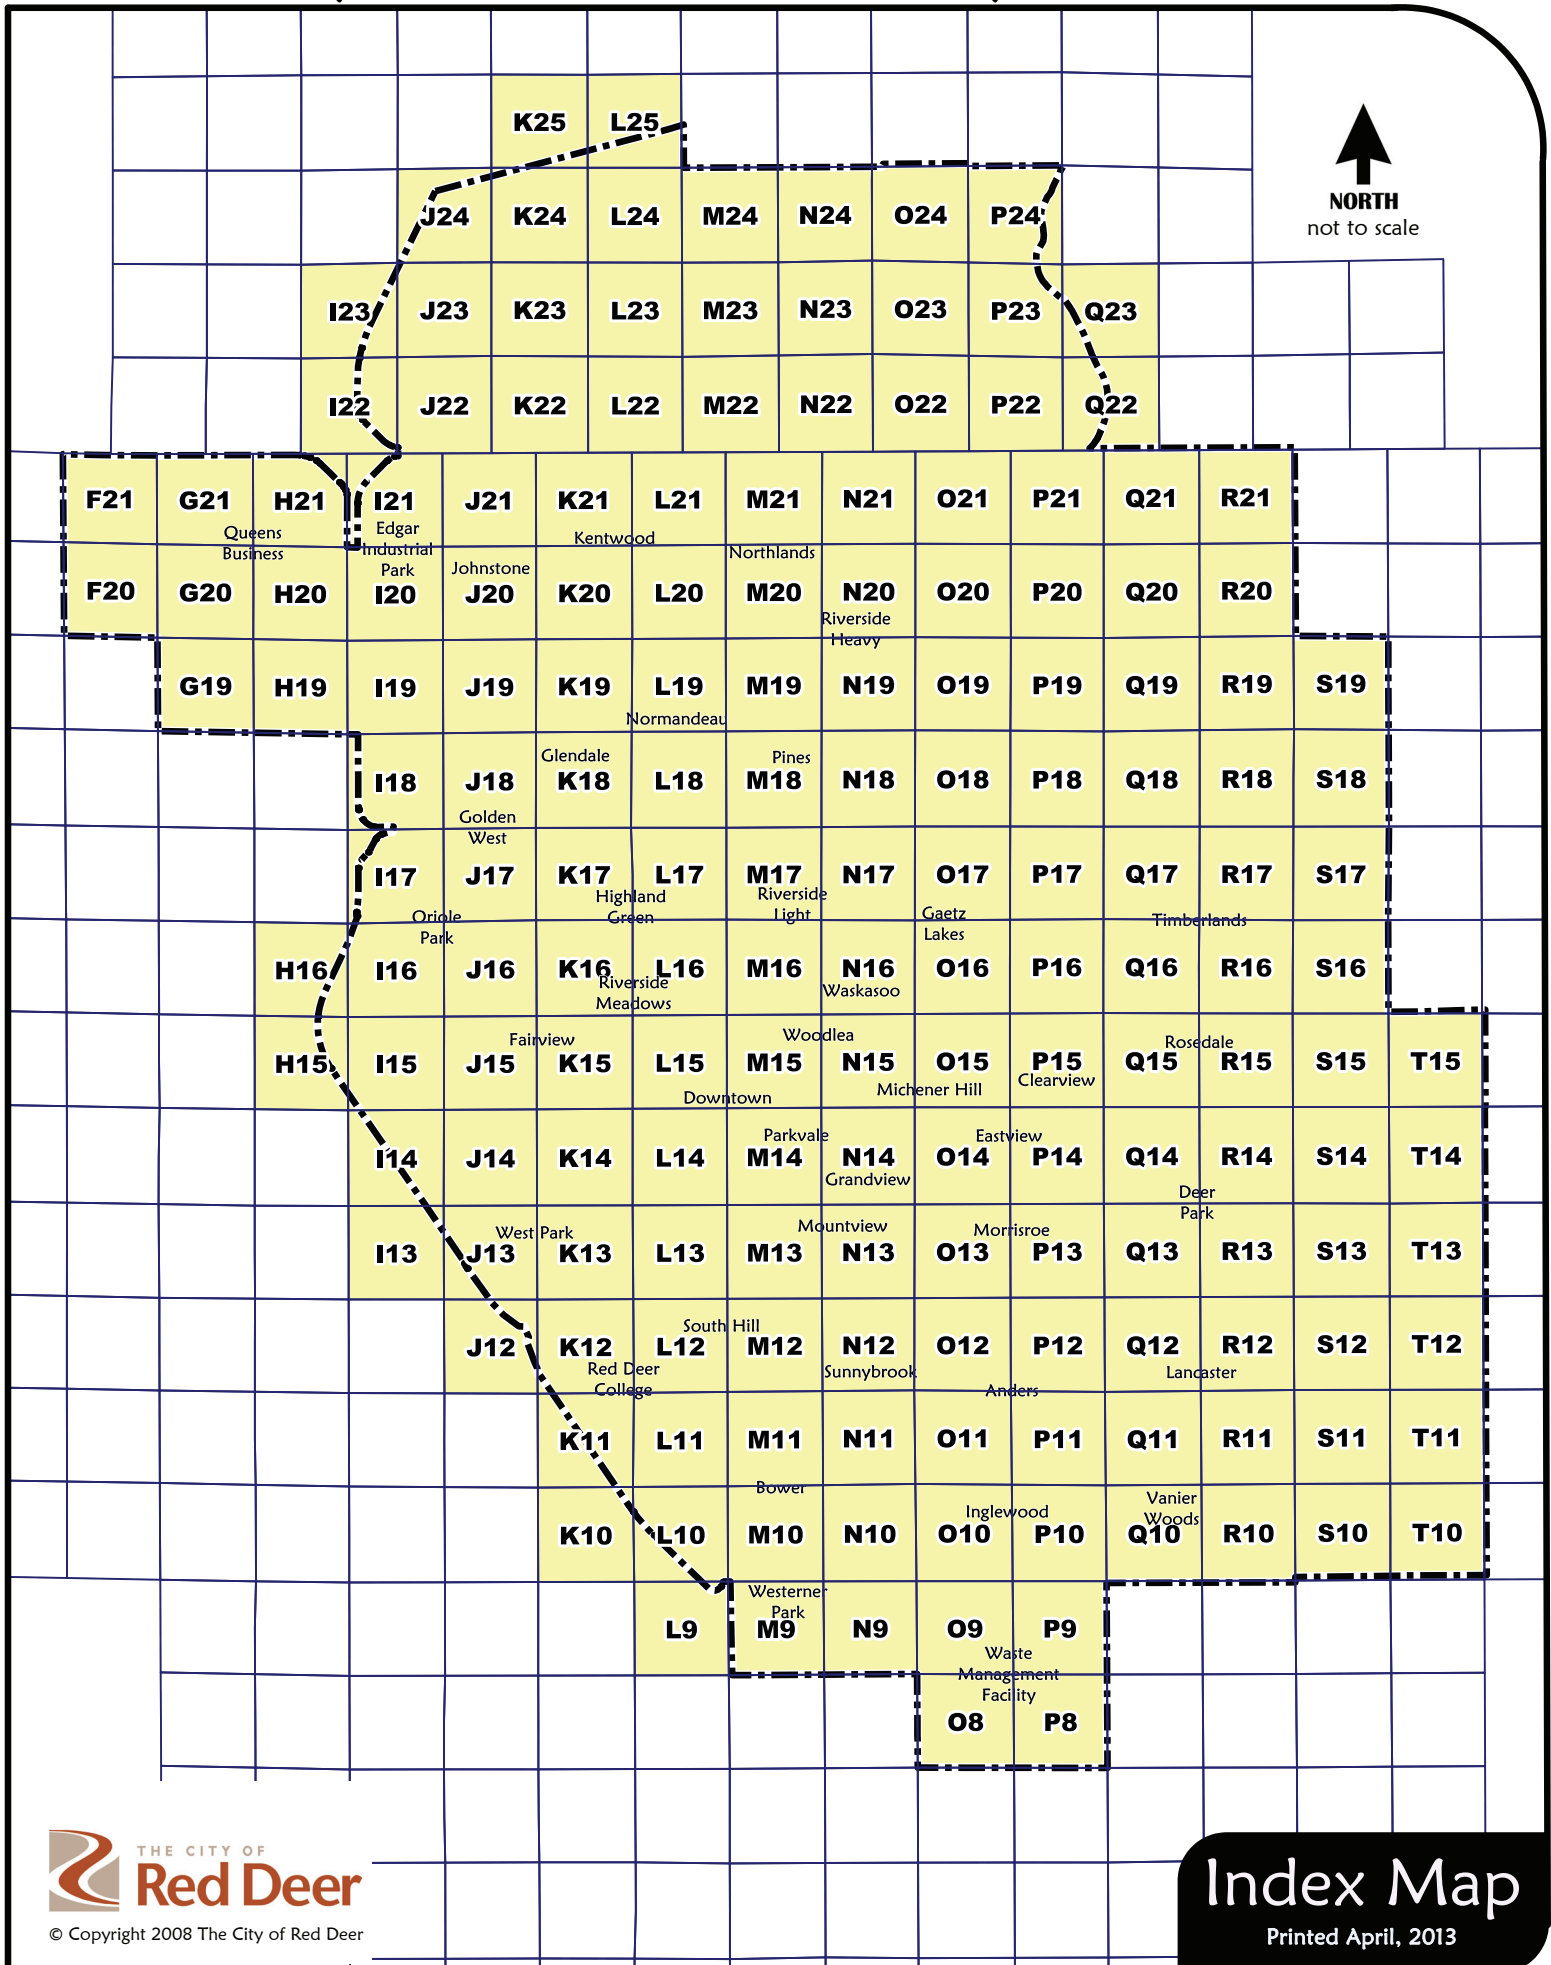 K25 L25
NORTH
not to scale
J24 K24 L24 M24 N24 O24 P24
I23 J23 K23 L23 M23 N23 O23 P23 Q23
I22 J22 K22 L22 M22 N22 O22 P22 Q22
F21 G21 H21 I21 J21 K21 L21 M21 N21 O21 P21 Q21 R21
Queens
Business
Edgar
Industrial
Park
Kentwood
Northlands
Johnstone
F20 G20 H20 I20 J20 K20 L20 M20 N20 O20 P20 Q20 R20
Riverside
Heavy
G19 H19 I19 J19 K19 L19 M19 N19 O19 P19 Q19 R19 S19
Normandeau
Glendale
Pines
I18 J18 K18 L18 M18 N18 O18 P18 Q18 R18 S18
Golden
West
I17 J17 K17 L17 M17 N17 O17 P17 Q17 R17 S17
Highland
Green
Riverside
Light
Oriole
Park
Gaetz
Lakes
Timberlands
H16 I16 J16 K16 L16 M16 N16 O16 P16 Q16 R16 S16
Riverside
Meadows
Waskasoo
Fairview
Woodlea
Rosedale
H15 I15 J15 K15 L15 M15 N15 O15 P15 Q15 R15 S15 T15
Clearview
Michener Hill
Downtown
Parkvale
Eastview
I14 J14 K14 L14 M14 N14 O14 P14 Q14 R14 S14 T14
Grandview
Deer
Park
West Park
Mountview
Morrisroe
I13 J13 K13 L13 M13 N13 O13 P13 Q13 R13 S13 T13
South Hill
J12 K12 L12 M12 N12 O12 P12 Q12 R12 S12 T12
Red Deer
College
Sunnybrook
Lancaster
Anders
K11 L11 M11 N11 O11 P11 Q11 R11 S11 T11
Bower
Inglewood
Vanier
Woods
K10 L10 M10 N10 O10 P10 Q10 R10 S10 T10
Westerner
Park
L9 M9 N9 O9 P9
Waste
Management
Facility
O8 P8
THE CITY OF
Red Deer
© Copyright 2008 The City of Red Deer
Index Map
Printed April, 2013